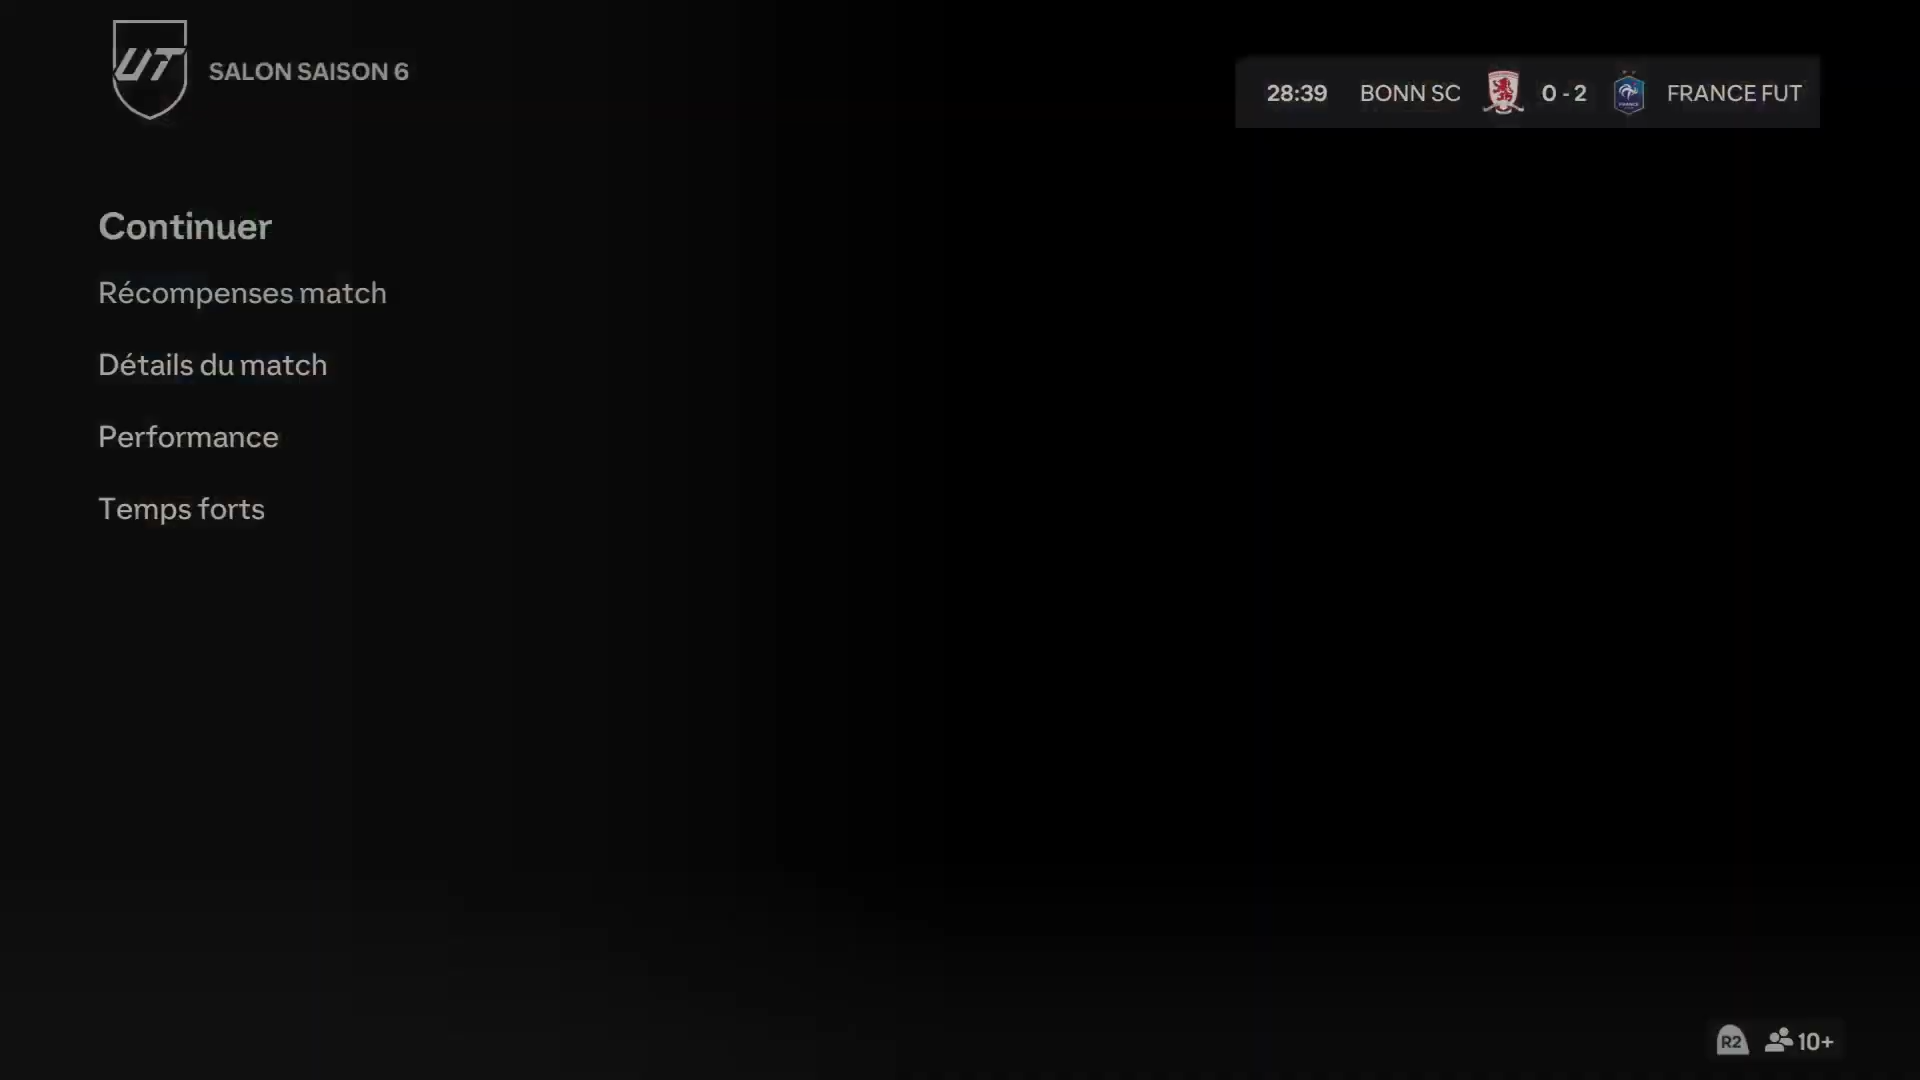 UT SALON SAISON 6
28:39 BONN SC 0 - 2 FRANCE FUT
Continuer
Récompenses match
Détails du match
Performance
Temps forts
R2 10+